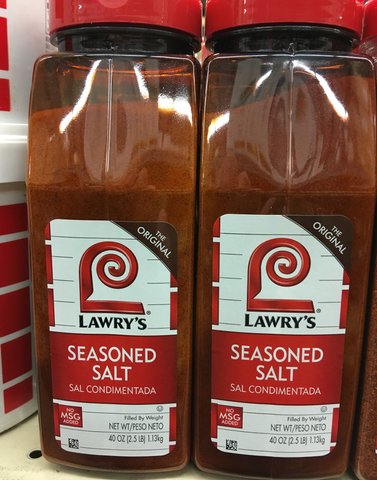 THE
ORIGINAL
LAWRY'S
SEASONED
SALT
SAL CONDIMENTADA
NO
MSG
ADDED
Filled By Weight
NET WT/PESO NETO
40 OZ (2.5 LB) 1.13kg
THE
ORIGINAL
LAWRY'S
SEASONED
SALT
SAL CONDIMENTADA
NO
MSG
ADDED
Filled By Weight
NET WT/PESO NETO
40 OZ (2.5 LB) 1.13kg